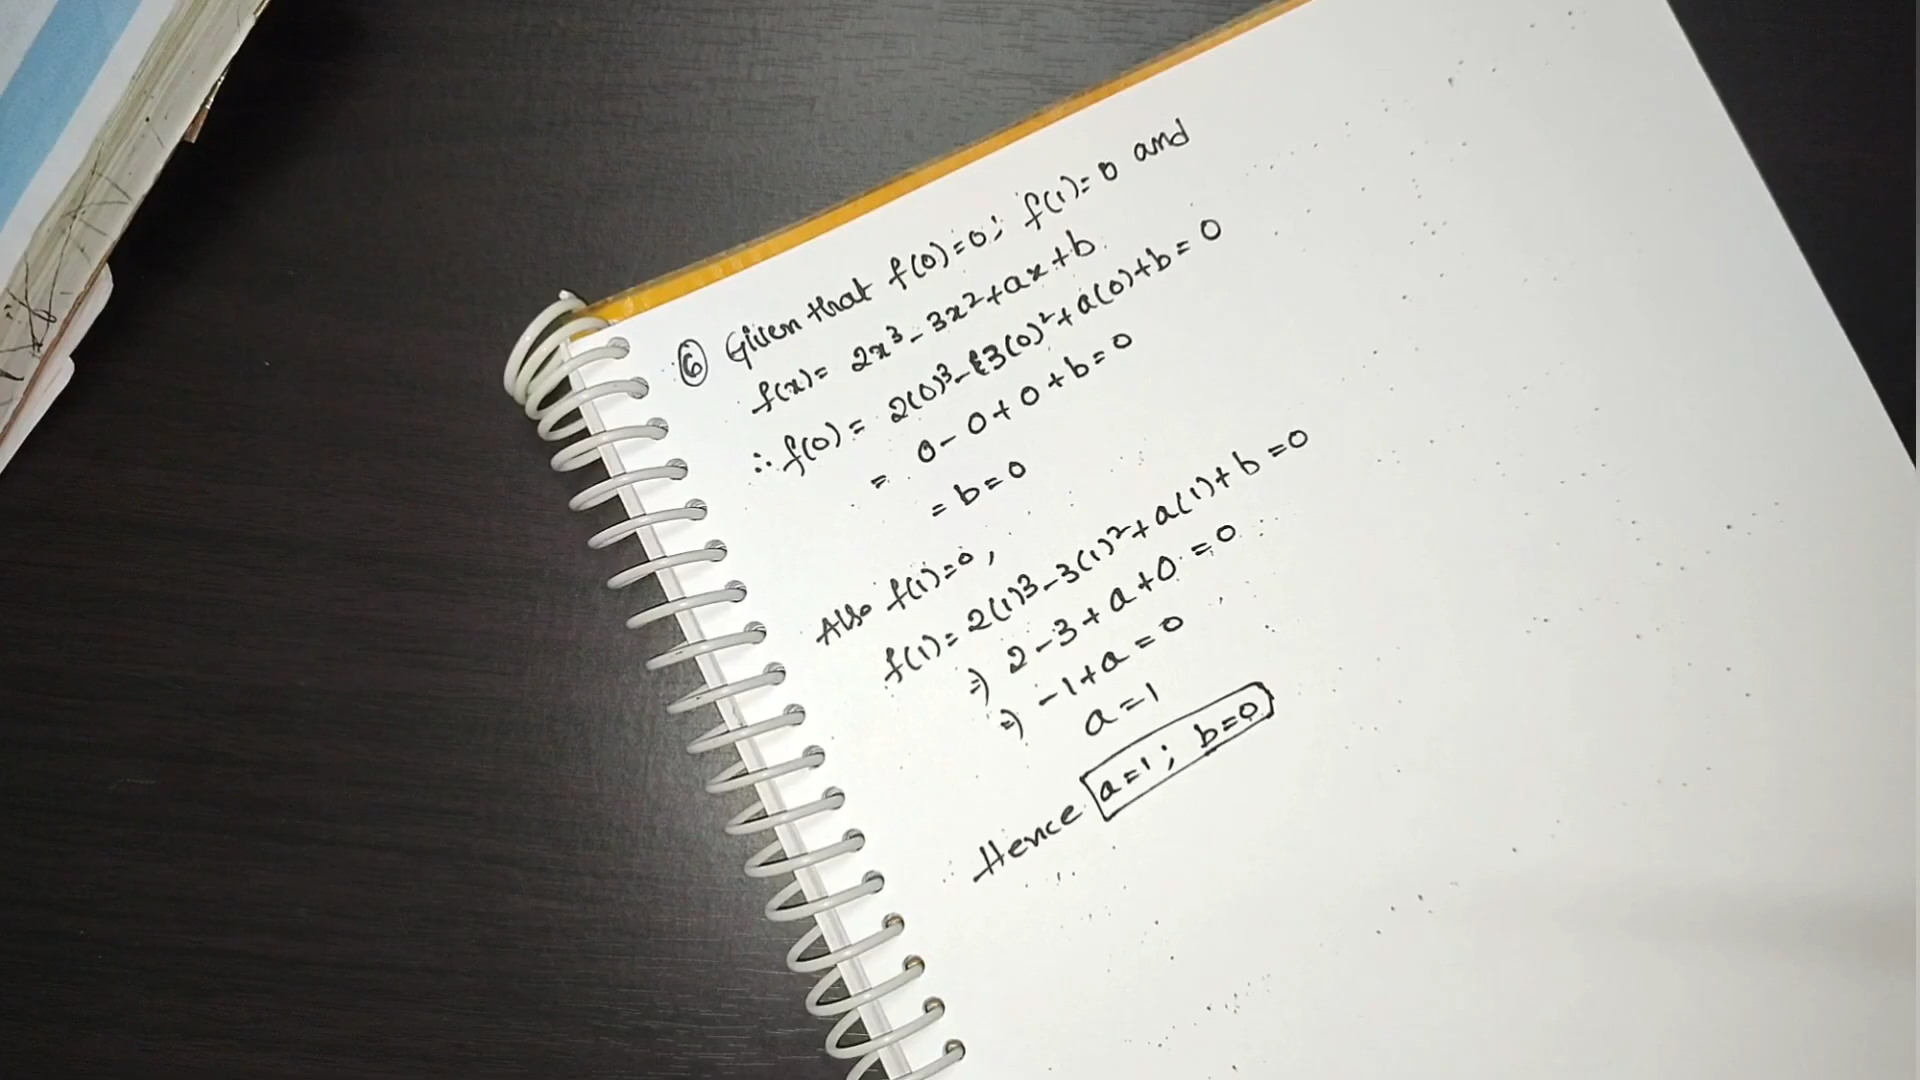 ⑥ Given that f(0)=0; f(1)=0 and
f(x)= 2x³-3x²+ax+b
∴ f(0) = 2(0)³-3(0)²+a(0)+b=0
= 0-0+0+b=0
= b=0
Also f(1)=0,
f(1)= 2(1)3-3(1)²+a(1)+b=0
⇒ 2-3+a+0=0
⇒ -1+a=0
a=1
Hence a=1; b=0